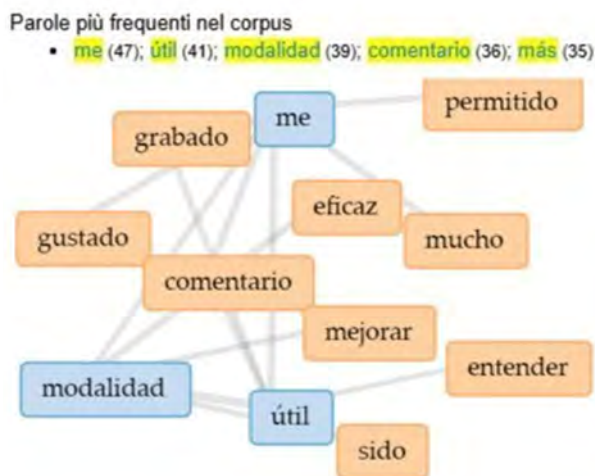 Parole più frequenti nel corpus
• me (47); útil (41); modalidad (39); comentario (36); más (35)
permitido
me
grabado
eficaz
mucho
gustado
comentario
mejorar
entender
modalidad
útil
sido